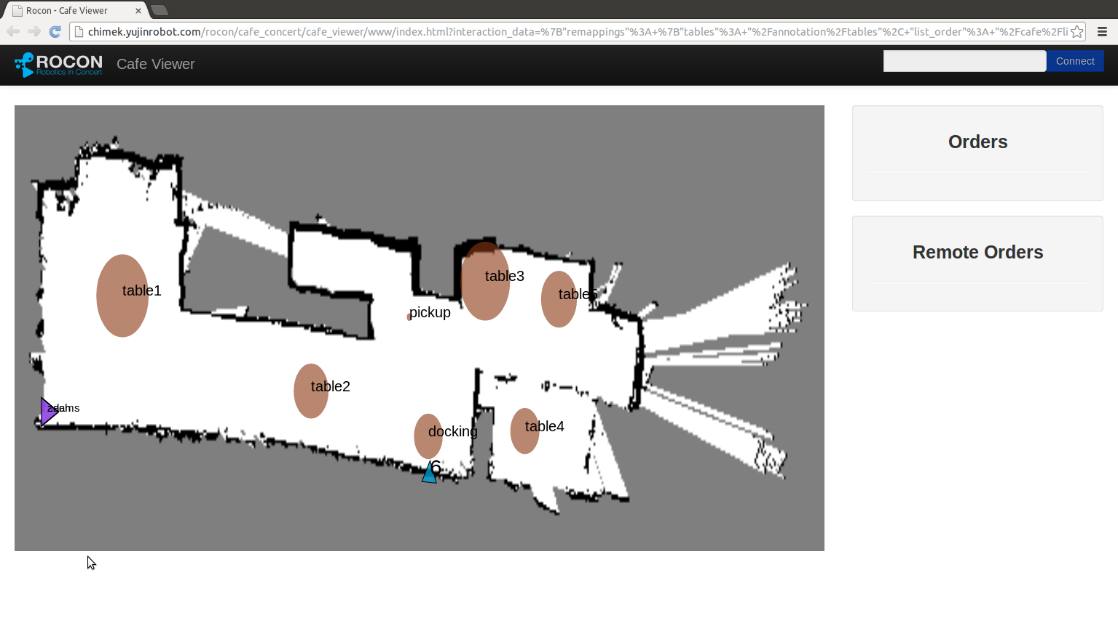 Rocon - Cafe Viewer
chimek.yujinrobot.com/rocon/cafe_concert/cafe_viewer/www/index.html?interaction_data=%7B"remappings"%3A+%7B"tables"%3A+"%2Fannotation%2Ftables"%2C+"list_order"%3A+"%2Fcafe%2Fli
ROCON
Robotics in Concert
Cafe Viewer
Connect
Orders
Remote Orders
table3
table1
table5
pickup
table2
table4
docking
6